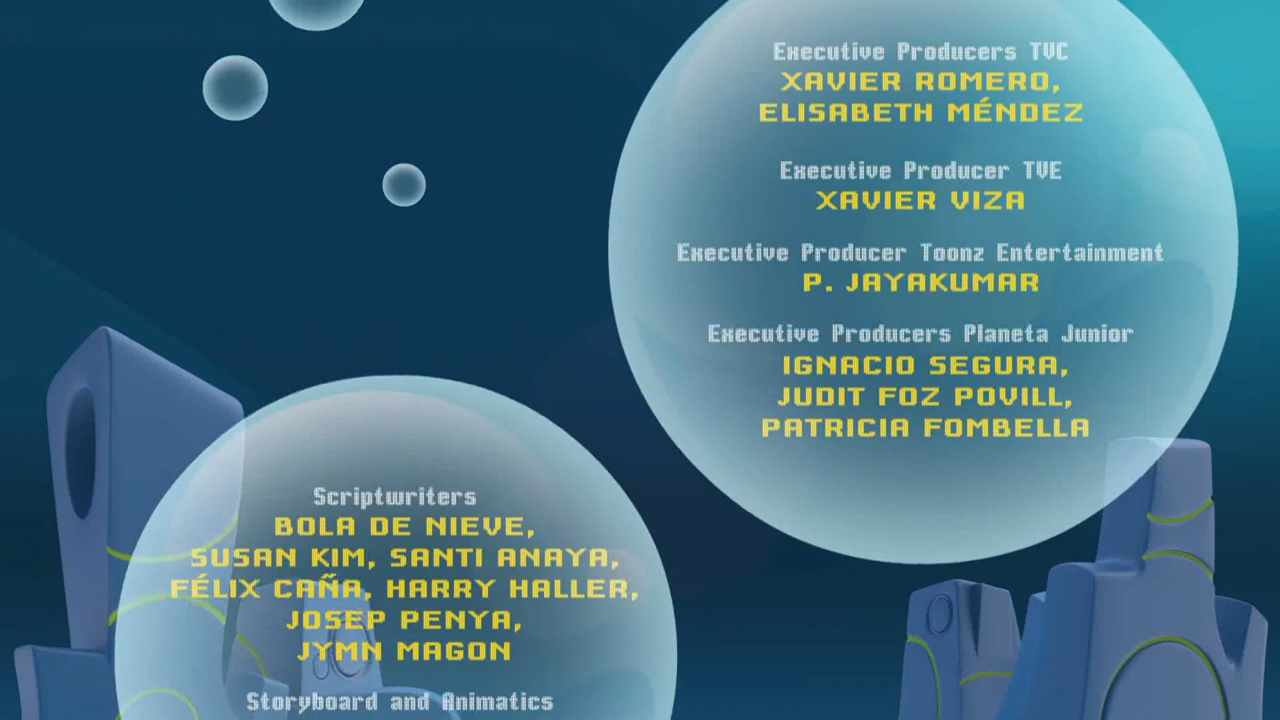 Executive Producers TVC
XAVIER ROMERO,
ELISABETH MÉNDEZ
Executive Producer TVE
XAVIER VIZA
Executive Producer Toonz Entertainment
P. JAYAKUMAR
Executive Producers Planeta Junior
IGNACIO SEGURA,
JUDIT FOZ POVILL,
PATRICIA FOMBELLA
Scriptwriters
BOLA DE NIEVE,
SUSAN KIM, SANTI ANAYA,
FÉLIX CAÑA, HARRY HALLER,
JOSEP PENYA,
JYMN MAGON
Storyboard and Animatics